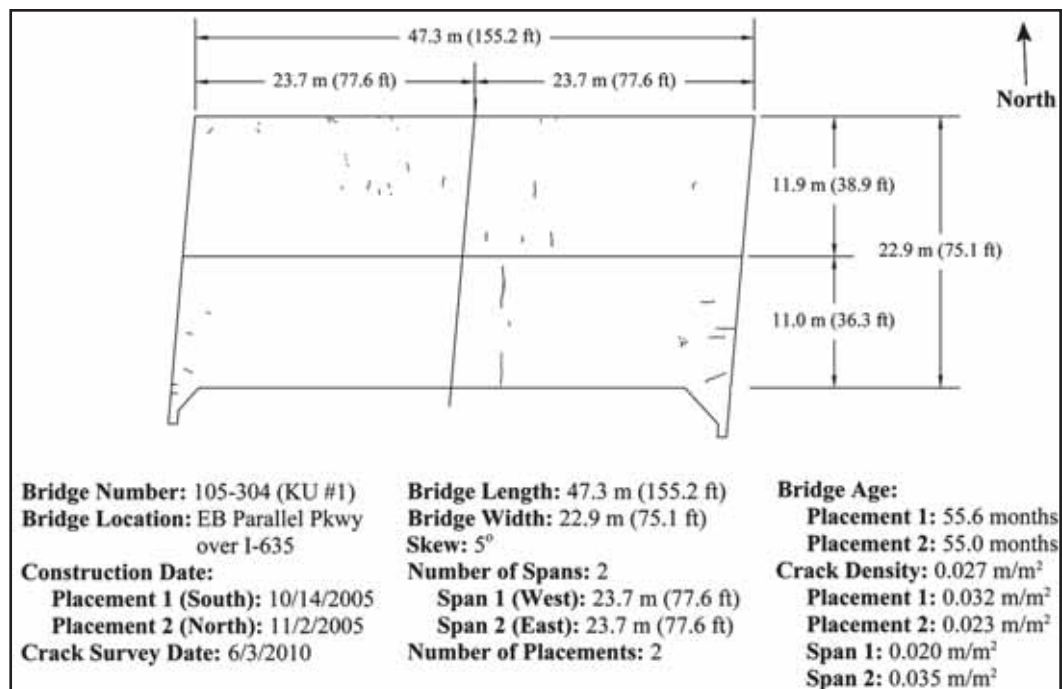 47.3 m (155.2 ft)
23.7 m (77.6 ft)
23.7 m (77.6 ft)
North
11.9 m (38.9 ft)
22.9 m (75.1 ft)
11.0 m (36.3 ft)
Bridge Number: 105-304 (KU #1)
Bridge Location: EB Parallel Pkwy
over I-635
Construction Date:
Placement 1 (South): 10/14/2005
Placement 2 (North): 11/2/2005
Crack Survey Date: 6/3/2010
Bridge Length: 47.3 m (155.2 ft)
Bridge Width: 22.9 m (75.1 ft)
Skew: 5°
Number of Spans: 2
Span 1 (West): 23.7 m (77.6 ft)
Span 2 (East): 23.7 m (77.6 ft)
Number of Placements: 2
Bridge Age:
Placement 1: 55.6 months
Placement 2: 55.0 months
Crack Density: 0.027 m/m²
Placement 1: 0.032 m/m²
Placement 2: 0.023 m/m²
Span 1: 0.020 m/m²
Span 2: 0.035 m/m²